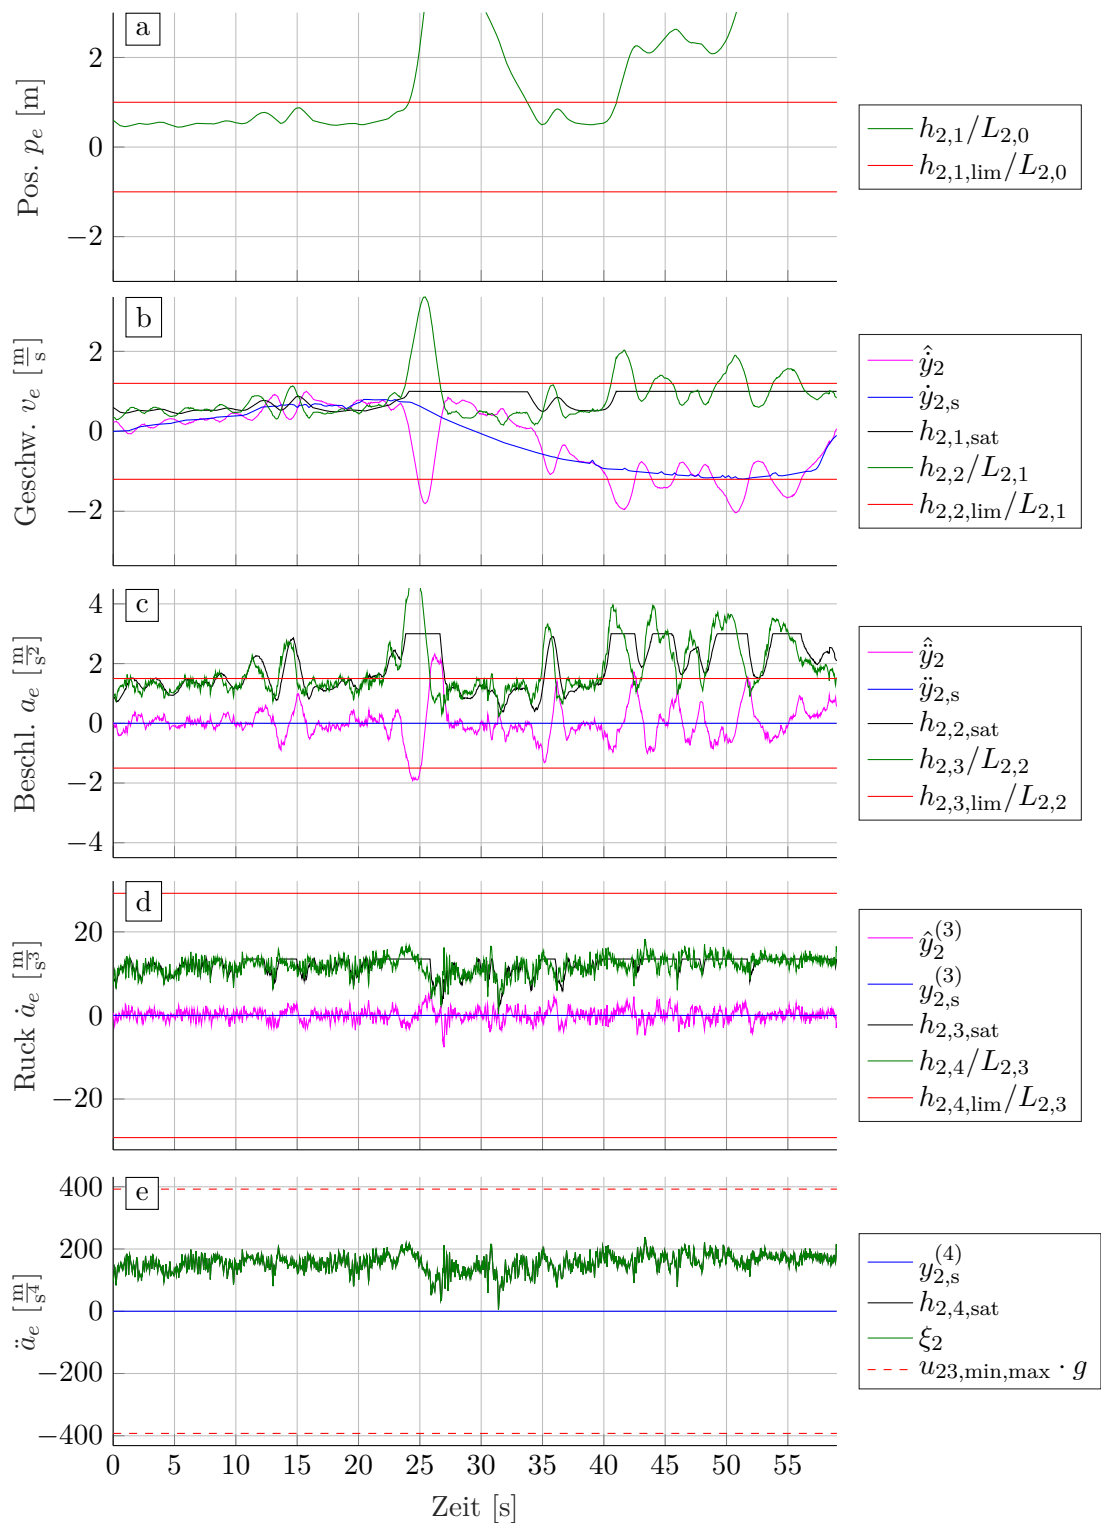 a
2
0
−2
Pos. p_e [m]
h_{2,1}/L_{2,0}
h_{2,1,lim}/L_{2,0}
b
2
0
−2
Geschw. v_e [m/s]
\hat{\dot{y}}_2
\dot{y}_{2,s}
h_{2,1,sat}
h_{2,2}/L_{2,1}
h_{2,2,lim}/L_{2,1}
c
4
2
0
−2
−4
Beschl. a_e [m/s²]
\hat{\ddot{y}}_2
\ddot{y}_{2,s}
h_{2,2,sat}
h_{2,3}/L_{2,2}
h_{2,3,lim}/L_{2,2}
d
20
0
−20
Ruck \dot{a}_e [m/s³]
\hat{y}_2^{(3)}
y_{2,s}^{(3)}
h_{2,3,sat}
h_{2,4}/L_{2,3}
h_{2,4,lim}/L_{2,3}
e
400
200
0
−200
−400
\ddot{a}_e [m/s⁴]
y_{2,s}^{(4)}
h_{2,4,sat}
ξ_2
u_{23,min,max} · g
0 5 10 15 20 25 30 35 40 45 50 55
Zeit [s]